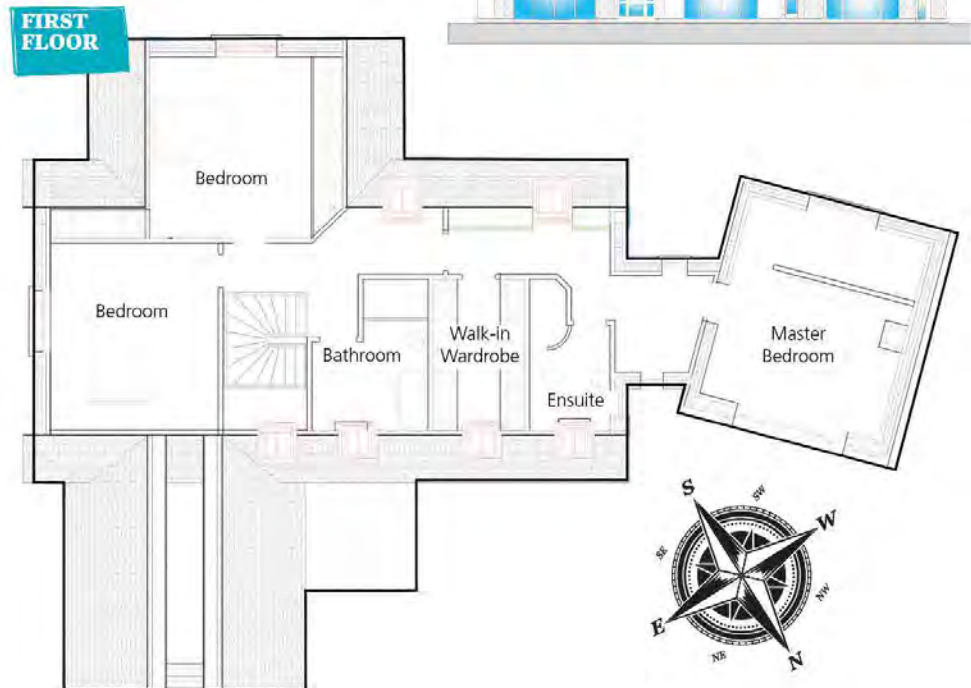 FIRST
FLOOR
Bedroom
Bedroom
Bathroom
Walk-in
Wardrobe
Ensuite
Master
Bedroom
S
SW
W
SE
NW
E
NE
N